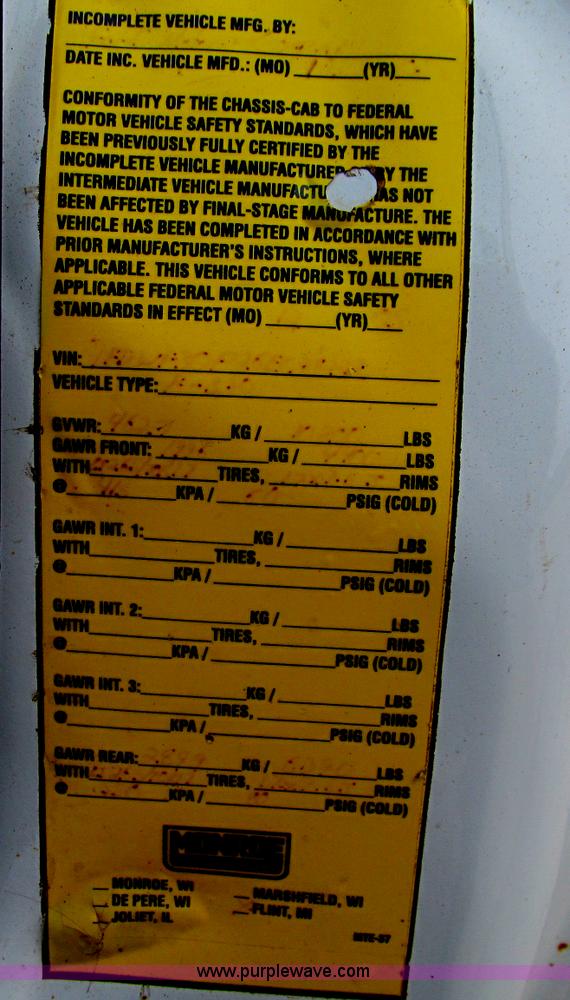 INCOMPLETE VEHICLE MFG. BY:
DATE INC. VEHICLE MFD.: (MO) (YR)
CONFORMITY OF THE CHASSIS-CAB TO FEDERAL
MOTOR VEHICLE SAFETY STANDARDS, WHICH HAVE
BEEN PREVIOUSLY FULLY CERTIFIED BY THE
INCOMPLETE VEHICLE MANUFACTURER BY THE
INTERMEDIATE VEHICLE MANUFACTU HAS NOT
BEEN AFFECTED BY FINAL-STAGE MANUFACTURE. THE
VEHICLE HAS BEEN COMPLETED IN ACCORDANCE WITH
PRIOR MANUFACTURER'S INSTRUCTIONS, WHERE
APPLICABLE. THIS VEHICLE CONFORMS TO ALL OTHER
APPLICABLE FEDERAL MOTOR VEHICLE SAFETY
STANDARDS IN EFFECT (MO) (YR)
VIN:
VEHICLE TYPE:
GVWR: KG / LBS
GAWR FRONT: KG / LBS
WITH TIRES, RIMS
@ KPA / PSIG (COLD)
GAWR INT. 1: KG / LBS
WITH TIRES, RIMS
@ KPA / PSIG (COLD)
GAWR INT. 2: KG / LBS
WITH TIRES, RIMS
@ KPA / PSIG (COLD)
GAWR INT. 3: KG / LBS
WITH TIRES, RIMS
@ KPA / PSIG (COLD)
GAWR REAR: KG / LBS
WITH TIRES, RIMS
@ KPA / PSIG (COLD)
MONROE
MONROE, WI
DE PERE, WI
JOLIET, IL
MARSHFIELD, WI
FLINT, MI
MTE-57
www.purplewave.com